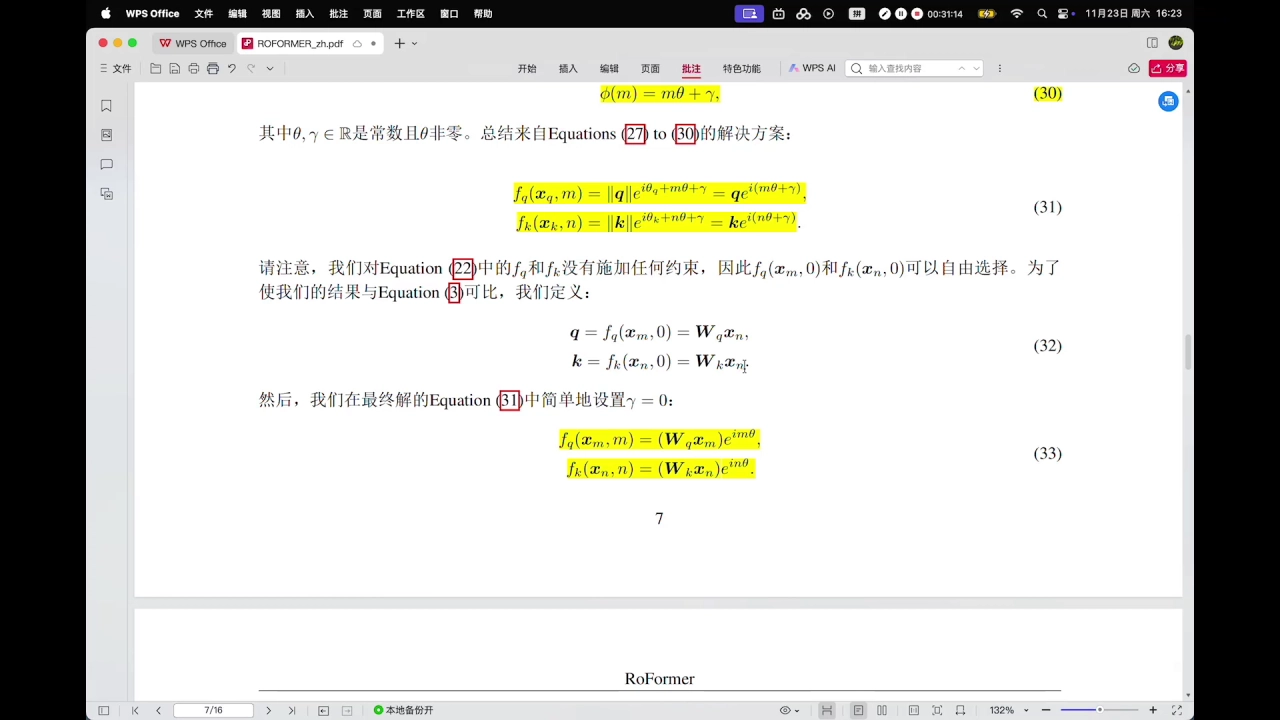 WPS Office 文件 编辑 视图 插入 批注 页面 工作区 窗口 帮助 拼 00:31:14 11月23日 周六 16:23
WPS Office ROFORMER_zh.pdf
文件 开始 插入 编辑 页面 批注 特色功能 WPS AI 输入查找内容 分享
ϕ(m) = mθ + γ, (30)
其中θ, γ ∈ ℝ是常数且θ非零。总结来自Equations (27) to (30)的解决方案：
f_q(x_q, m) = ‖q‖e^{iθ_q+mθ+γ} = qe^{i(mθ+γ)},
f_k(x_k, n) = ‖k‖e^{iθ_k+nθ+γ} = ke^{i(nθ+γ)}. (31)
请注意，我们对Equation (22)中的f_q和f_k没有施加任何约束，因此f_q(x_m, 0)和f_k(x_n, 0)可以自由选择。为了
使我们的结果与Equation (3)可比，我们定义：
q = f_q(x_m, 0) = W_q x_n,
k = f_k(x_n, 0) = W_k x_n. (32)
然后，我们在最终解的Equation (31)中简单地设置γ = 0：
f_q(x_m, m) = (W_q x_m)e^{imθ},
f_k(x_n, n) = (W_k x_n)e^{inθ}. (33)
7
RoFormer
7/16 本地备份开 132%